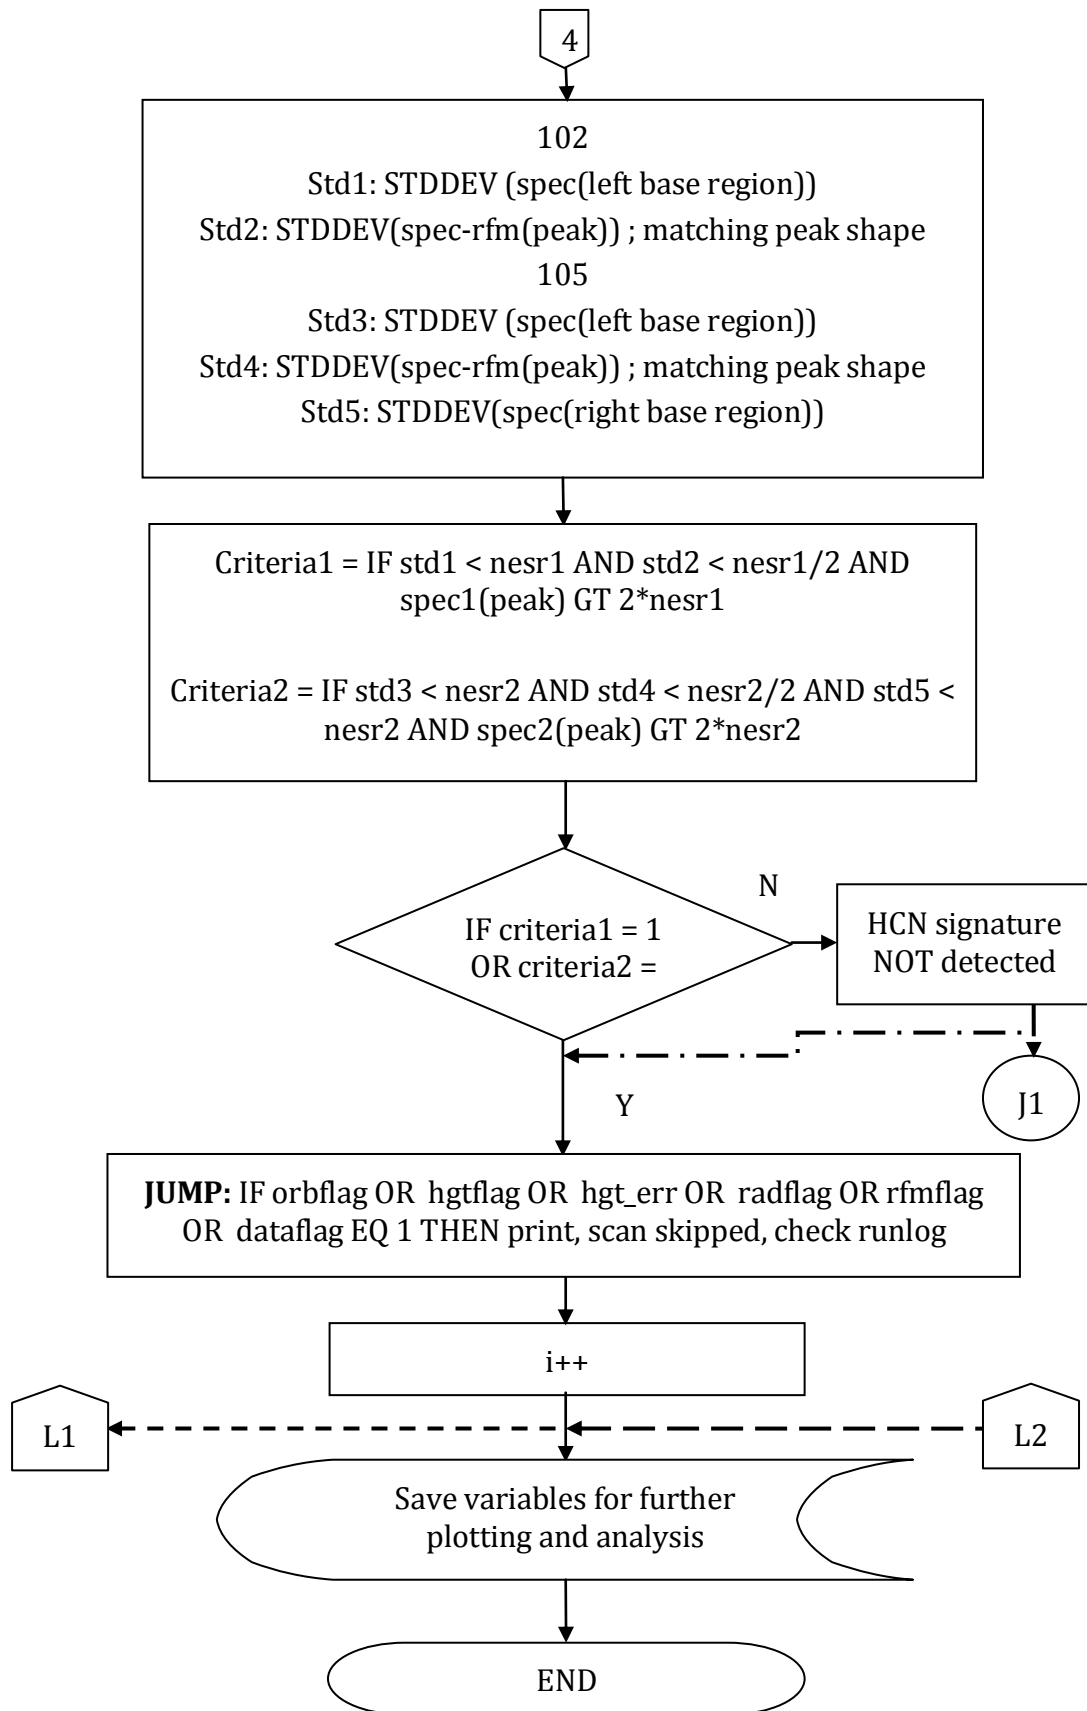 4
102
Std1: STDDEV (spec(left base region))
Std2: STDDEV(spec-rfm(peak)) ; matching peak shape
105
Std3: STDDEV (spec(left base region))
Std4: STDDEV(spec-rfm(peak)) ; matching peak shape
Std5: STDDEV(spec(right base region))
Criteria1 = IF std1 < nesr1 AND std2 < nesr1/2 AND
spec1(peak) GT 2*nesr1
Criteria2 = IF std3 < nesr2 AND std4 < nesr2/2 AND std5 <
nesr2 AND spec2(peak) GT 2*nesr2
N
IF criteria1 = 1
OR criteria2 =
HCN signature
NOT detected
J1
Y
JUMP: IF orbflag OR hgtflag OR hgt_err OR radflag OR rfmflag
OR dataflag EQ 1 THEN print, scan skipped, check runlog
i++
L1
L2
Save variables for further
plotting and analysis
END